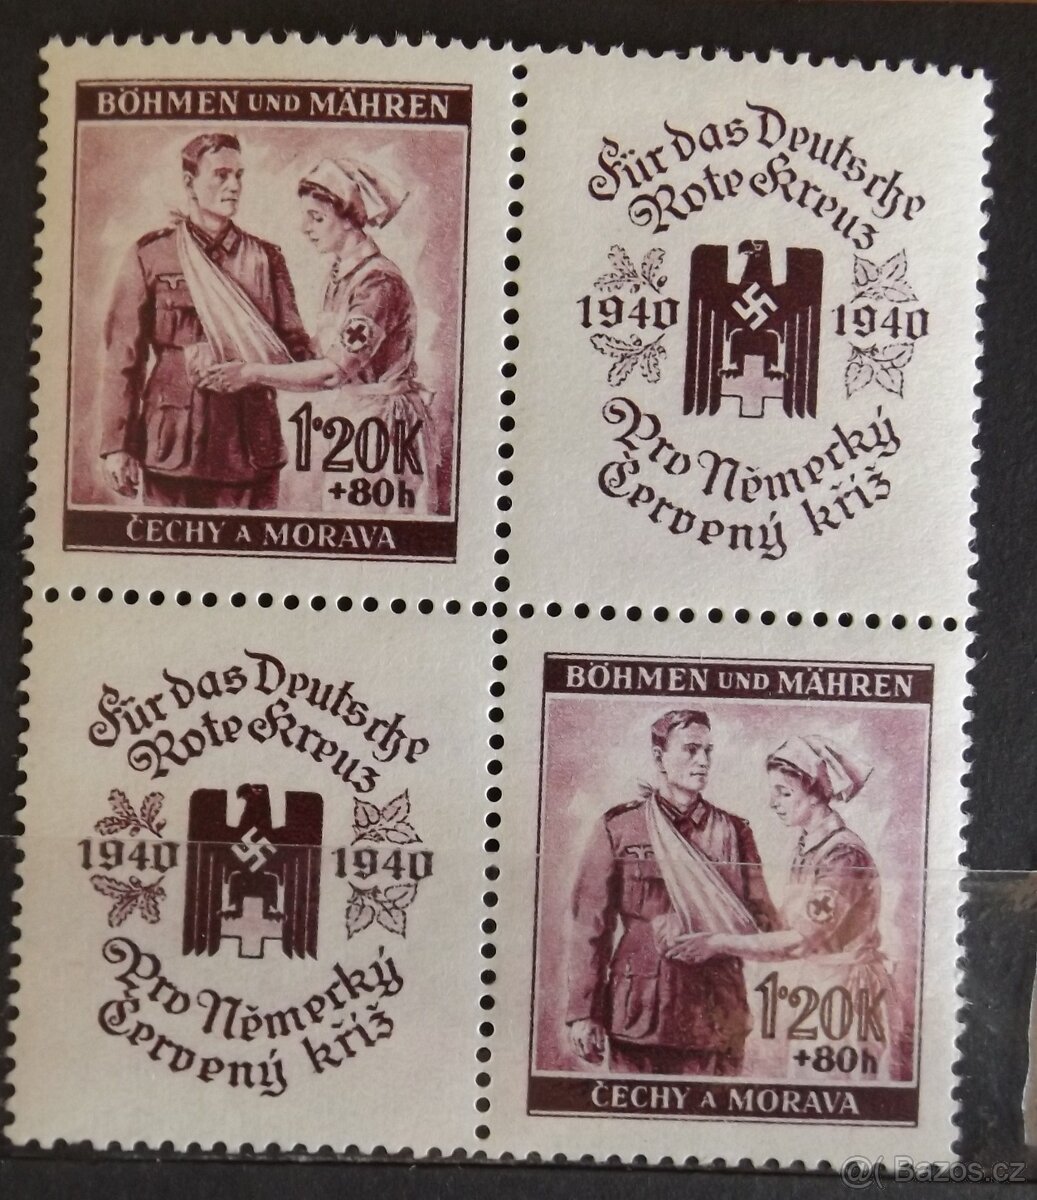 BÖHMEN UND MÄHREN
1·20K
+80h
ČECHY A MORAVA
Für das Deutsche
Rote Kreuz
1940 1940
Pro Německý
Červený kříž
Für das Deutsche
Rote Kreuz
1940 1940
Pro Německý
Červený kříž
BÖHMEN UND MÄHREN
1·20K
+80h
ČECHY A MORAVA
@( Bazos.cz